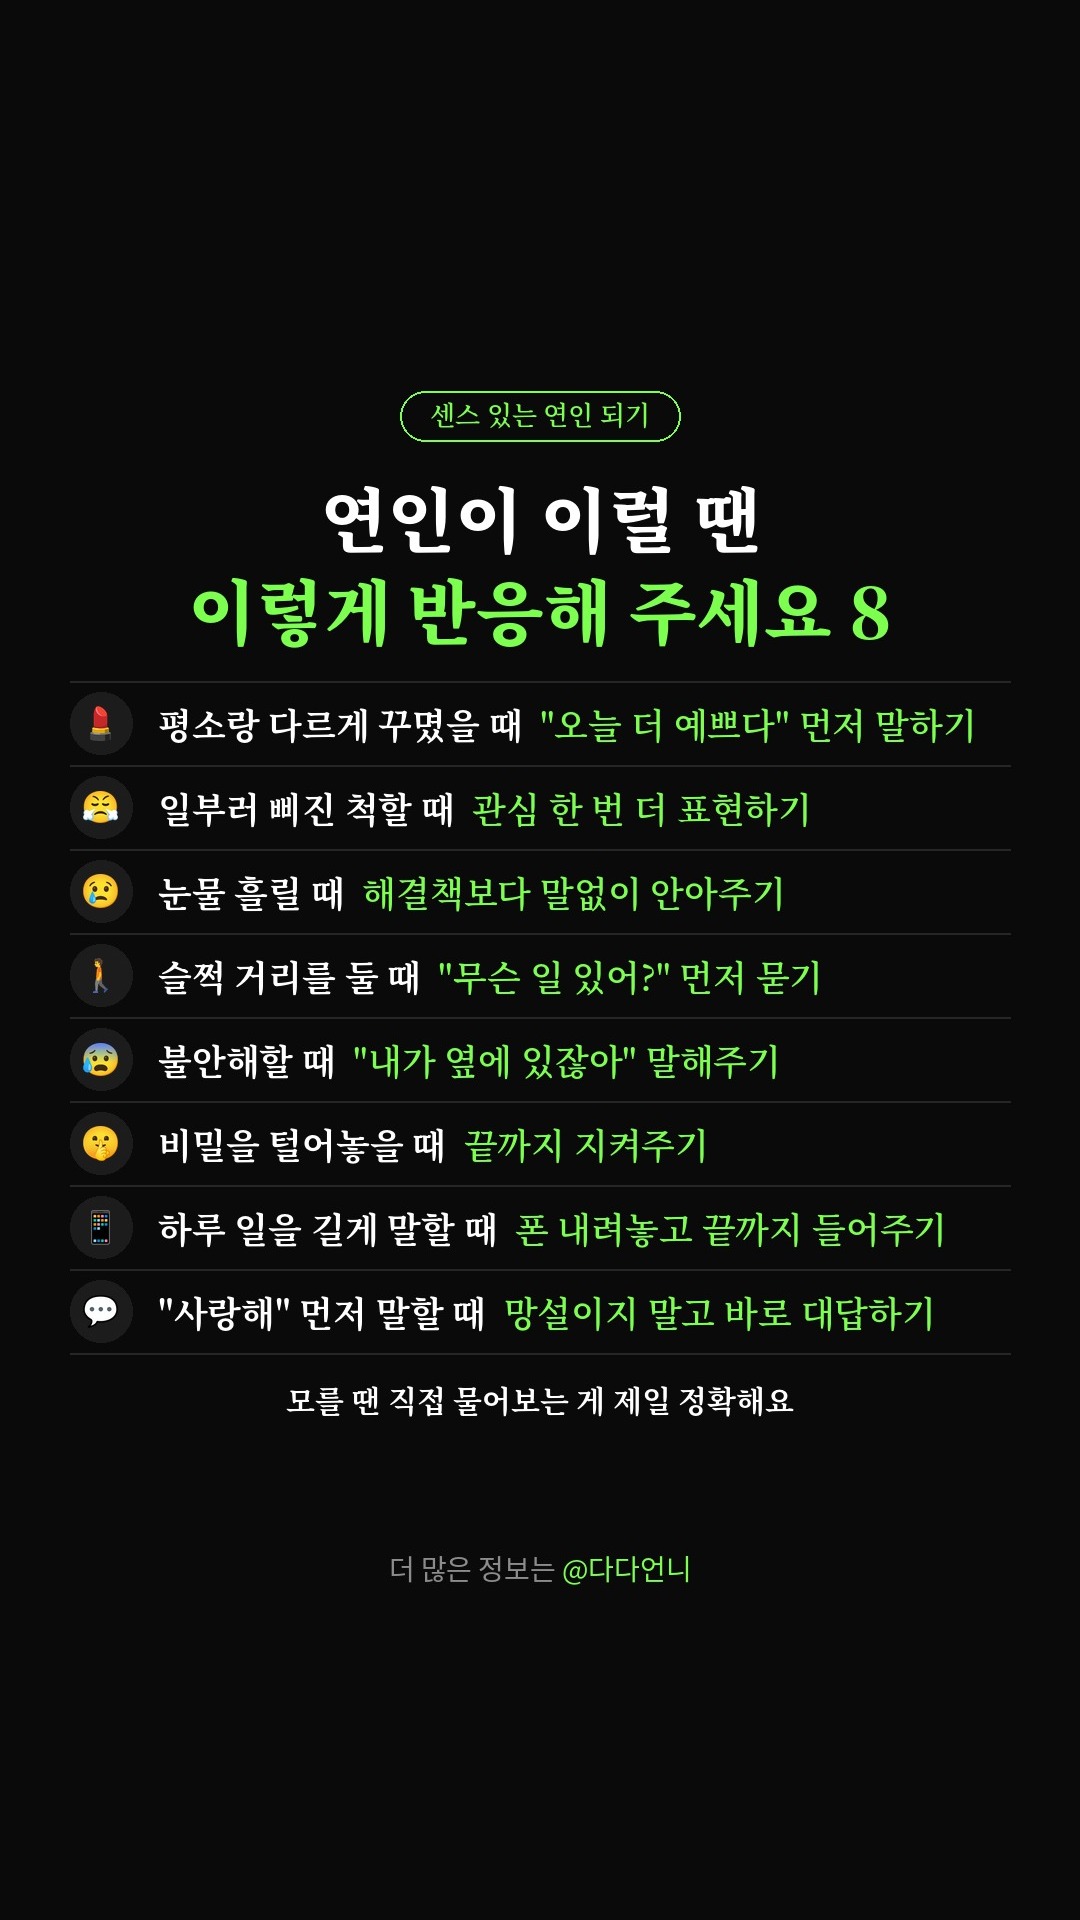 센스 있는 연인 되기
연인이 이럴 땐
이렇게 반응해 주세요 8
평소랑 다르게 꾸몄을 때 "오늘 더 예쁘다" 먼저 말하기
일부러 삐진 척할 때 관심 한 번 더 표현하기
눈물 흘릴 때 해결책보다 말없이 안아주기
슬쩍 거리를 둘 때 "무슨 일 있어?" 먼저 묻기
불안해할 때 "내가 옆에 있잖아" 말해주기
비밀을 털어놓을 때 끝까지 지켜주기
하루 일을 길게 말할 때 폰 내려놓고 끝까지 들어주기
"사랑해" 먼저 말할 때 망설이지 말고 바로 대답하기
모를 땐 직접 물어보는 게 제일 정확해요
더 많은 정보는 @다다언니